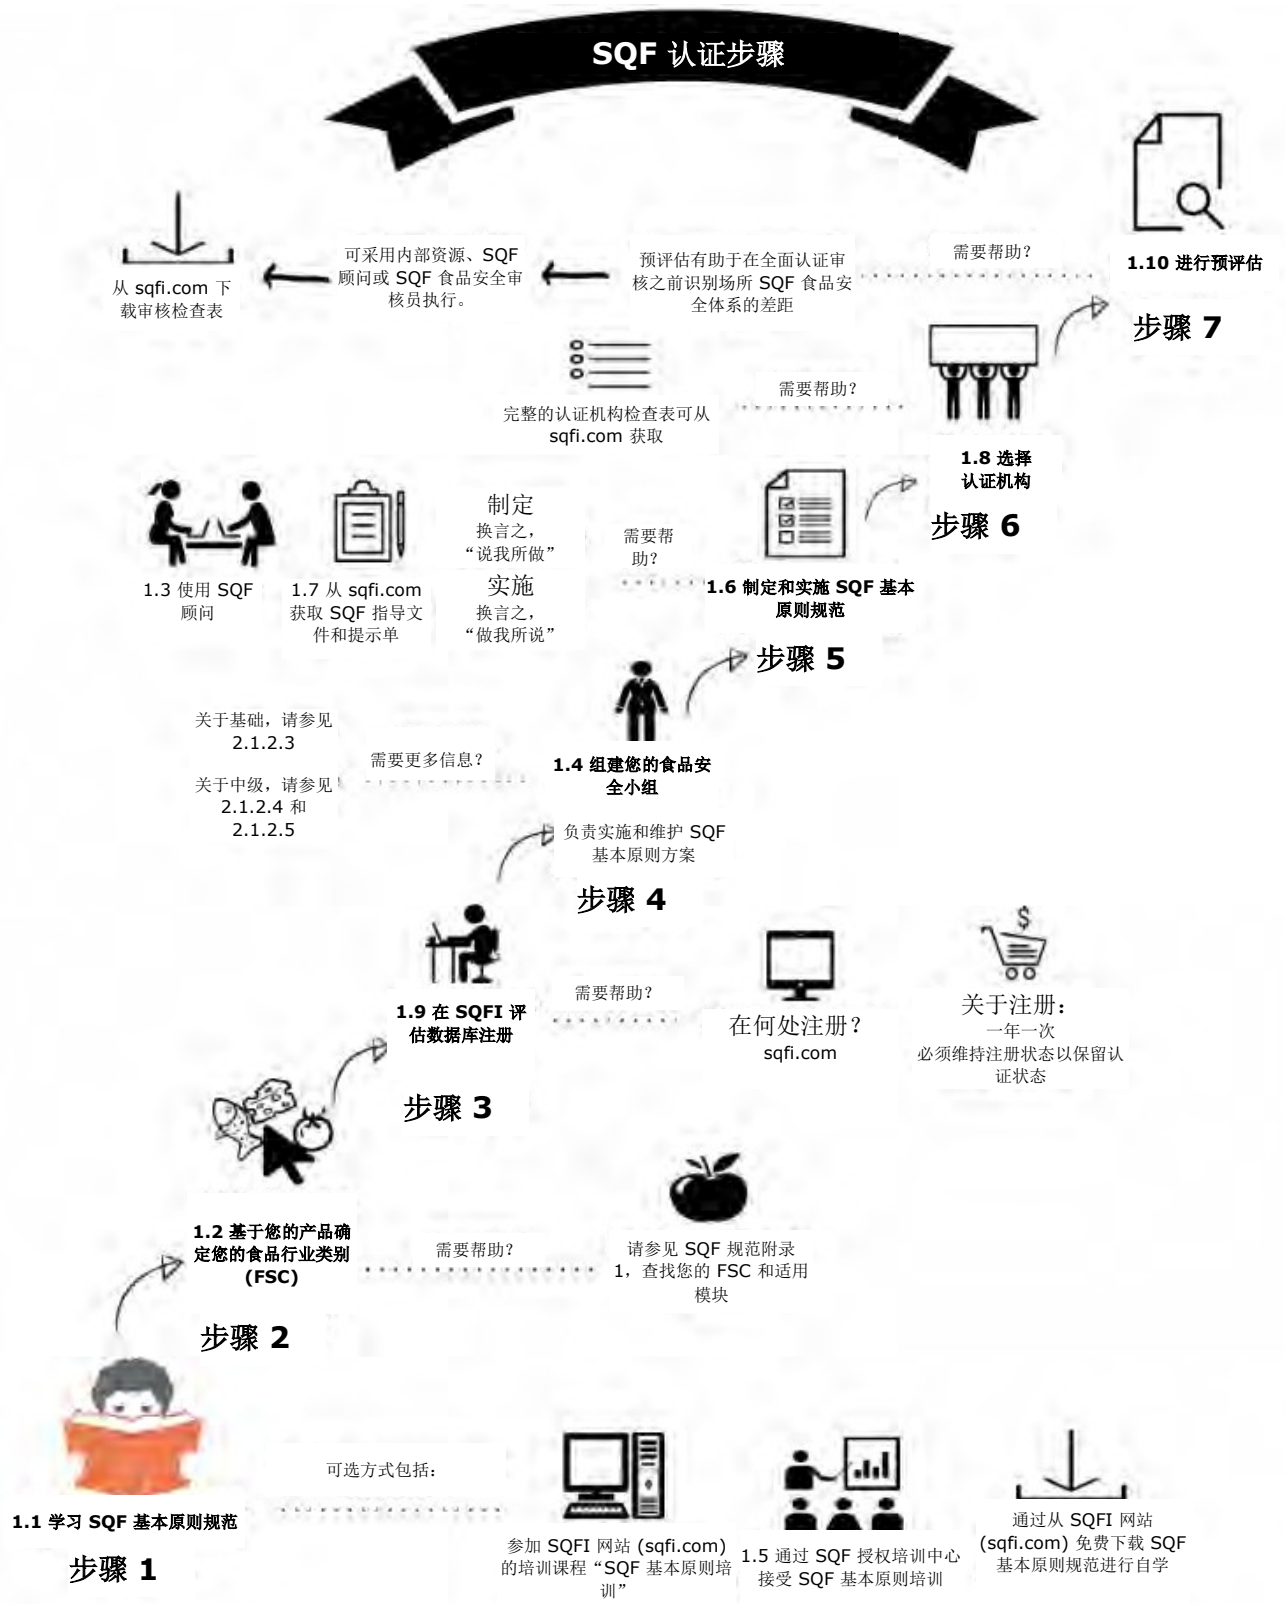 SQF 认证步骤
1.10 进行预评估
步骤 7
需要帮助？
预评估有助于在全面认证审
核之前识别场所 SQF 食品安
全体系的差距
可采用内部资源、SQF
顾问或 SQF 食品安全审
核员执行。
从 sqfi.com 下
载审核检查表
1.8 选择
认证机构
步骤 6
需要帮助？
完整的认证机构检查表可从
sqfi.com 获取
1.6 制定和实施 SQF 基本
原则规范
步骤 5
需要帮
助？
制定
换言之，
“说我所做”
实施
换言之，
“做我所说”
1.7 从 sqfi.com
获取 SQF 指导文
件和提示单
1.3 使用 SQF
顾问
1.4 组建您的食品安
全小组
负责实施和维护 SQF
基本原则方案
步骤 4
需要更多信息？
关于基础，请参见
2.1.2.3
关于中级，请参见
2.1.2.4 和
2.1.2.5
1.9 在 SQFI 评
估数据库注册
步骤 3
需要帮助？
在何处注册？
sqfi.com
$
关于注册：
一年一次
必须维持注册状态以保留认
证状态
1.2 基于您的产品确
定您的食品行业类别
(FSC)
步骤 2
需要帮助？
请参见 SQF 规范附录
1，查找您的 FSC 和适用
模块
1.1 学习 SQF 基本原则规范
步骤 1
可选方式包括：
参加 SQFI 网站 (sqfi.com)
的培训课程“SQF 基本原则培
训”
1.5 通过 SQF 授权培训中心
接受 SQF 基本原则培训
通过从 SQFI 网站
(sqfi.com) 免费下载 SQF
基本原则规范进行自学